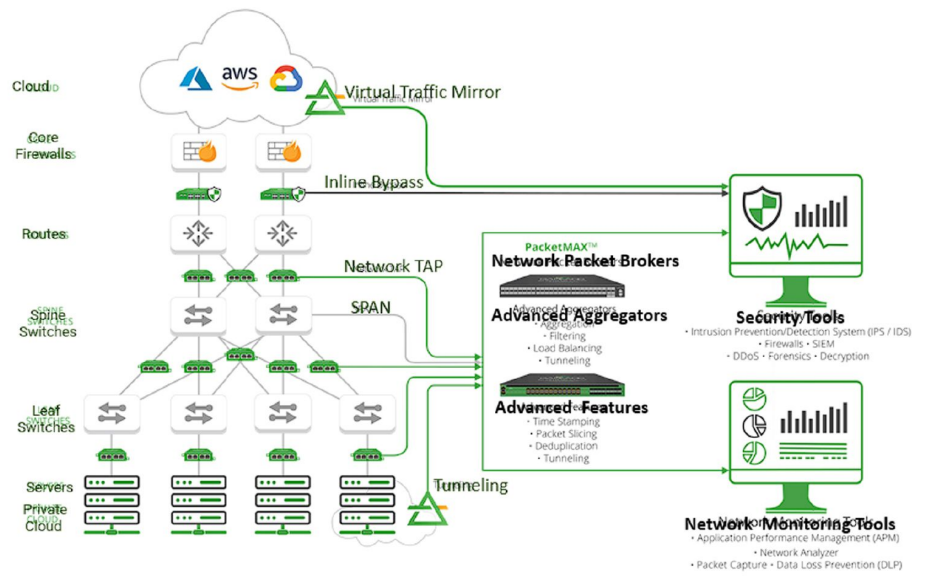 aws
Cloud
Virtual Traffic Mirror
Core
Firewalls
Inline Bypass
Routes
PacketMAX™
Network TAP
Network Packet Brokers
SPAN
Spine
Switches
Advanced Aggregators
• Aggregation
• Filtering
• Load Balancing
• Tunneling
Security Tools
• Intrusion Prevention/Detection System (IPS / IDS)
• Firewalls • SIEM
• DDoS • Forensics • Decryption
Leaf
Switches
Advanced Features
• Time Stamping
• Packet Slicing
• Deduplication
• Tunneling
Servers
Private
Cloud
Tunneling
Network Monitoring Tools
• Application Performance Management (APM)
• Network Analyzer
• Packet Capture • Data Loss Prevention (DLP)